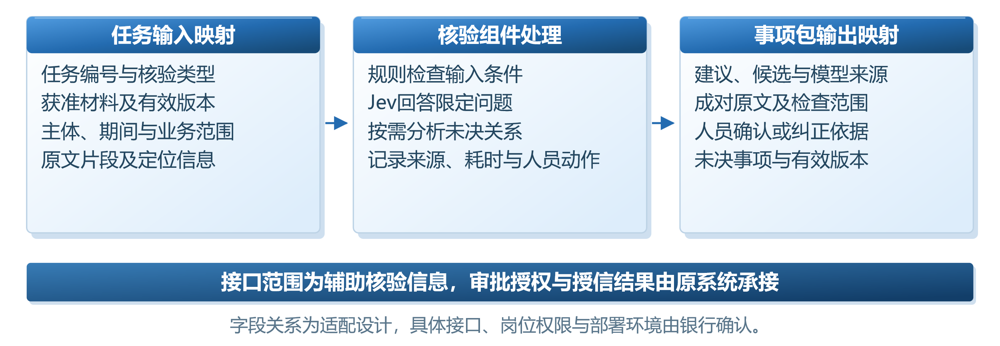 任务输入映射
任务编号与核验类型
获准材料及有效版本
主体、期间与业务范围
原文片段及定位信息
核验组件处理
规则检查输入条件
Jev回答限定问题
按需分析未决关系
记录来源、耗时与人员动作
事项包输出映射
建议、候选与模型来源
成对原文及检查范围
人员确认或纠正依据
未决事项与有效版本
接口范围为辅助核验信息，审批授权与授信结果由原系统承接
字段关系为适配设计，具体接口、岗位权限与部署环境由银行确认。